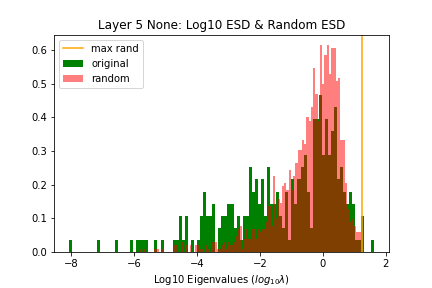 Layer 5 None: Log10 ESD & Random ESD
max rand
original
random
0.6
0.5
0.4
0.3
0.2
0.1
0.0
−8 −6 −4 −2 0 2
Log10 Eigenvalues (log₁₀λ)